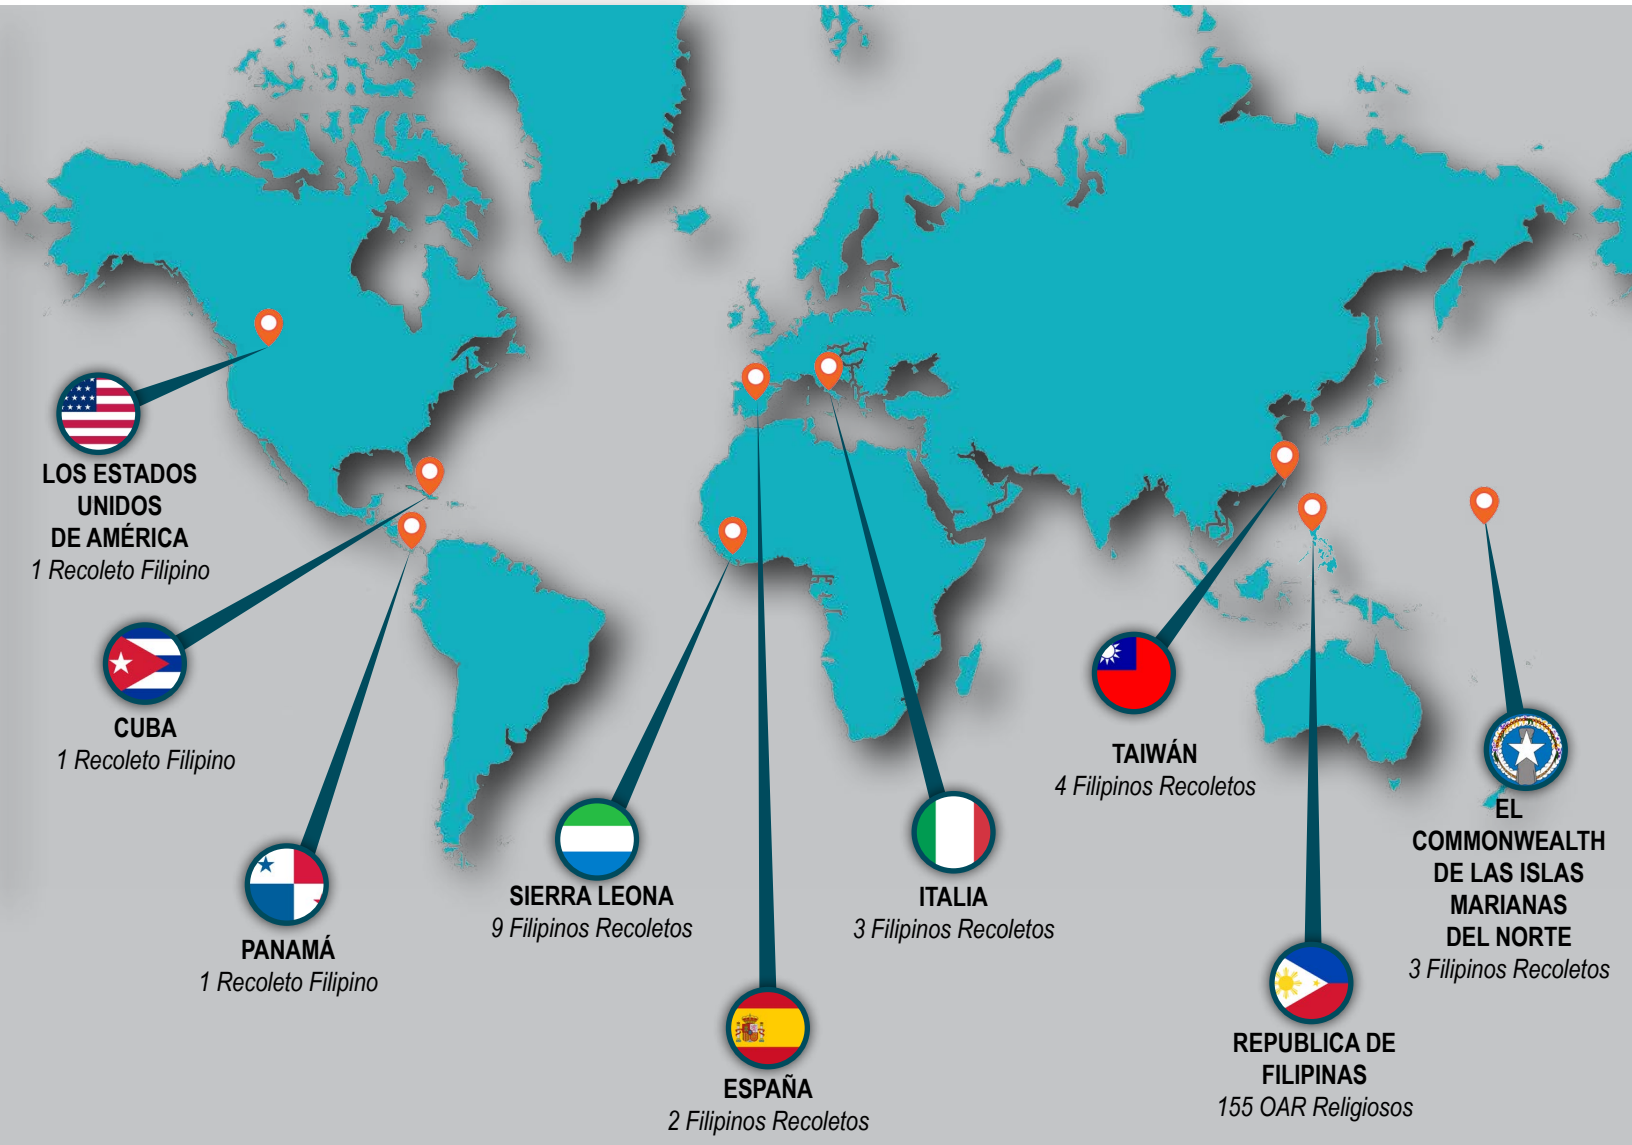 LOS ESTADOS
UNIDOS
DE AMÉRICA
1 Recoleto Filipino
CUBA
1 Recoleto Filipino
PANAMÁ
1 Recoleto Filipino
SIERRA LEONA
9 Filipinos Recoletos
ESPAÑA
2 Filipinos Recoletos
ITALIA
3 Filipinos Recoletos
TAIWÁN
4 Filipinos Recoletos
REPUBLICA DE
FILIPINAS
155 OAR Religiosos
EL
COMMONWEALTH
DE LAS ISLAS
MARIANAS
DEL NORTE
3 Filipinos Recoletos